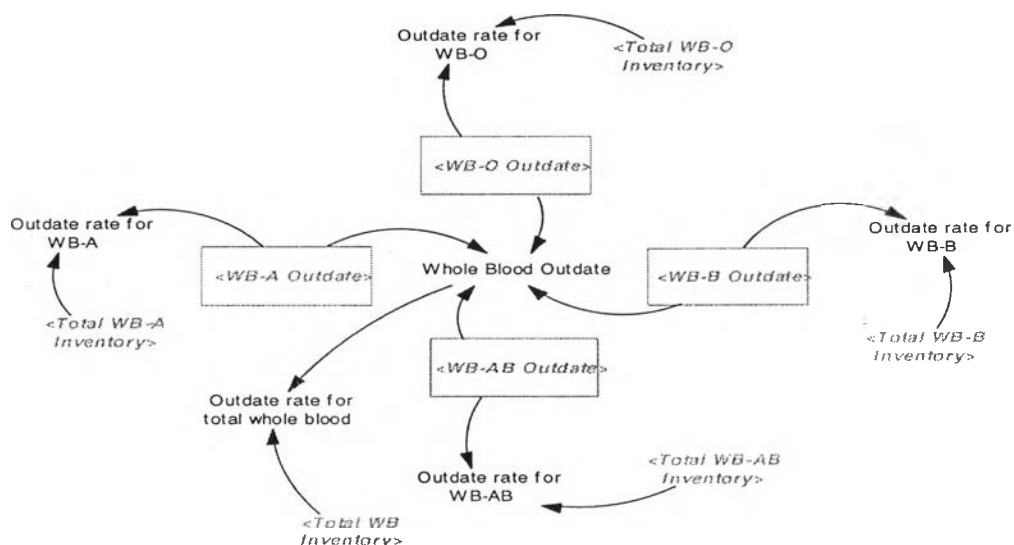 Outdate rate for
WB-O
<Total WB-O
Inventory>
<WB-O Outdate>
Outdate rate for
WB-A
<WB-A Outdate>
Whole Blood Outdate
<WB-B Outdate>
Outdate rate for
WB-B
<Total WB-A
Inventory>
<Total WB-B
Inventory>
<WB-AB Outdate>
Outdate rate for
total whole blood
Outdate rate for
WB-AB
<Total WB-AB
Inventory>
<Total WB
Inventory>